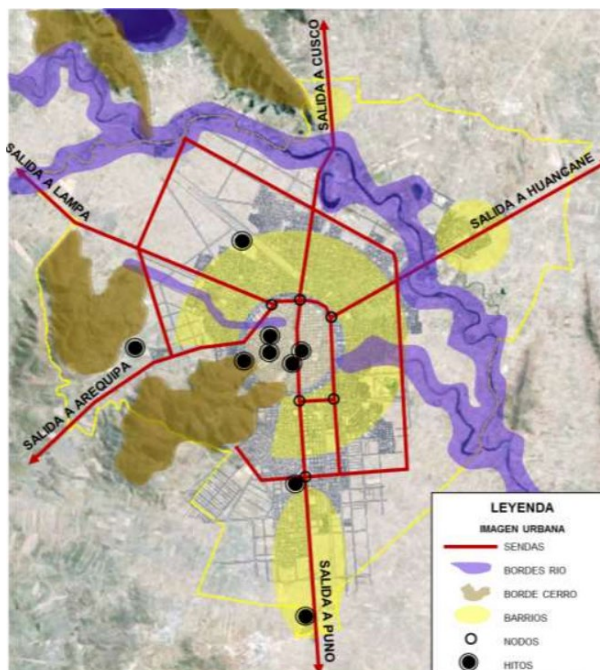 SALIDA A CUSCO
SALIDA A LAMPA
SALIDA A HUANCANE
SALIDA A AREQUIPA
SALIDA A PUNO
LEYENDA
IMAGEN URBANA
SENDAS
BORDES RIO
BORDE CERRO
BARRIOS
NODOS
HITOS